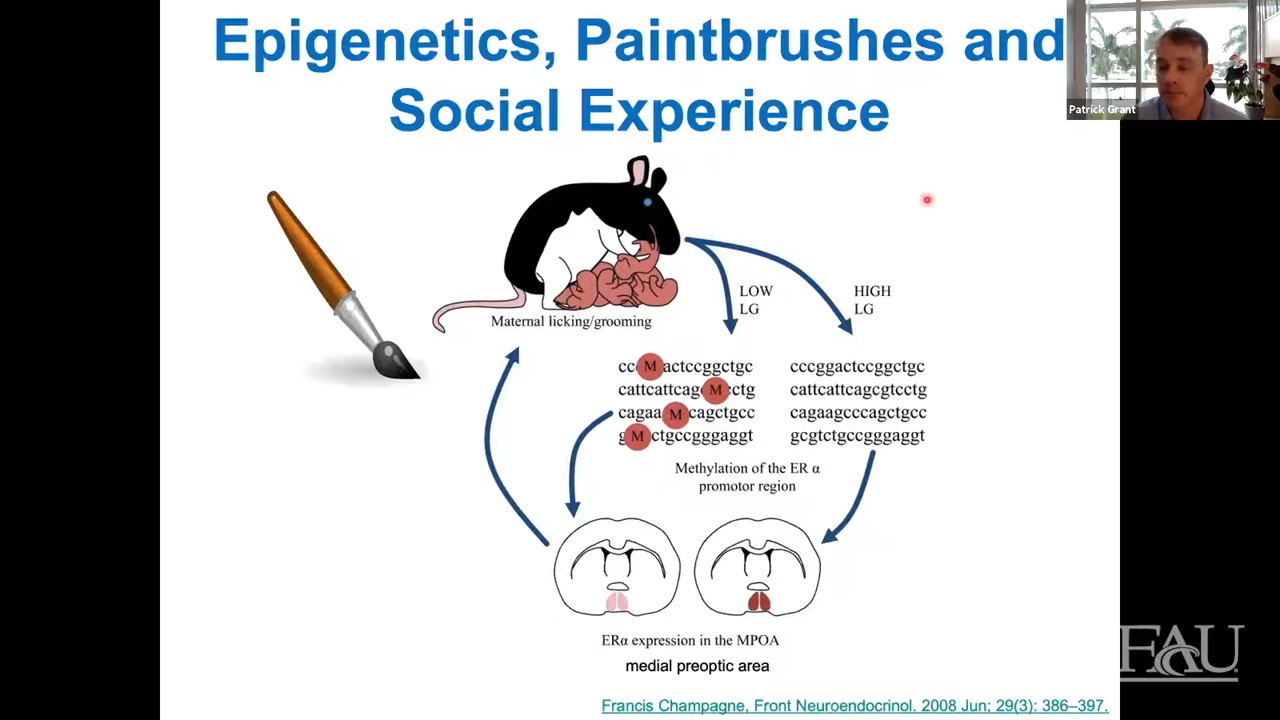 Epigenetics, Paintbrushes and
Social Experience
Patrick Grant
LOW
LG
HIGH
LG
Maternal licking/grooming
cc M actccggctgc
cattcattcag M cctg
cagaa M cagctgcc
g M ctgccgggaggt
cccggactccggctgc
cattcattcagcgtcctg
cagaagcccagctgcc
gcgtctgccgggaggt
Methylation of the ER α
promotor region
ERα expression in the MPOA
medial preoptic area
FAU
Francis Champagne, Front Neuroendocrinol. 2008 Jun; 29(3): 386–397.